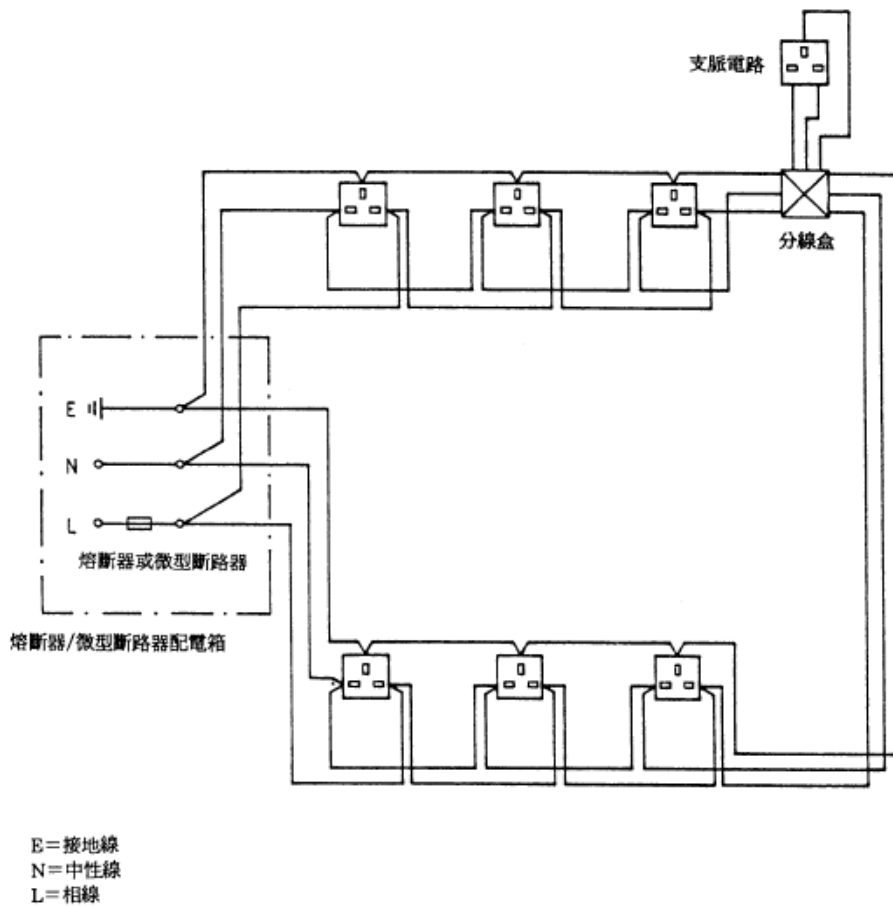 支脈電路
分線盒
E
N
L
熔斷器或微型斷路器
熔斷器/微型斷路器配電箱
E=接地線
N=中性線
L=相線